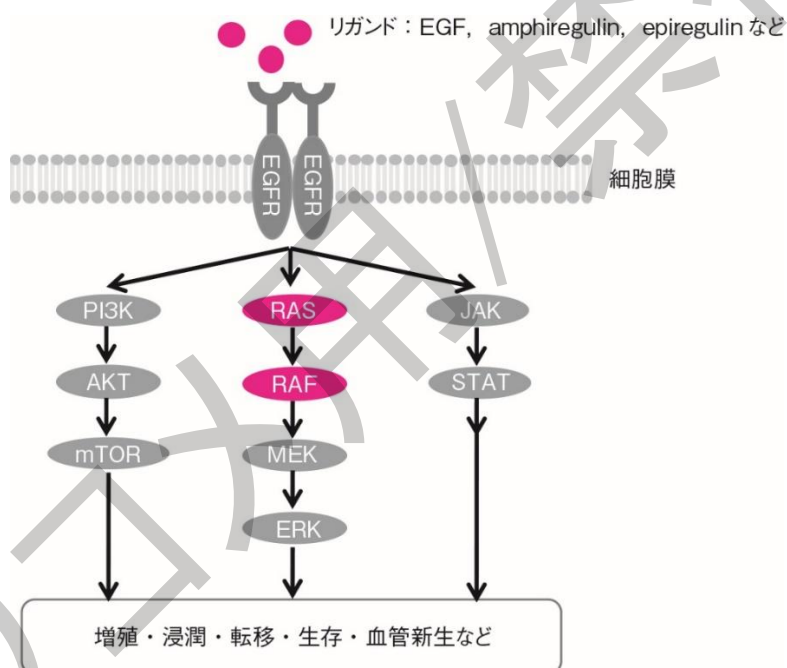 リガンド：EGF, amphiregulin, epiregulin など
EGFR EGFR
細胞膜
PI3K RAS JAK
AKT RAF STAT
mTOR MEK
ERK
増殖・浸潤・転移・生存・血管新生など